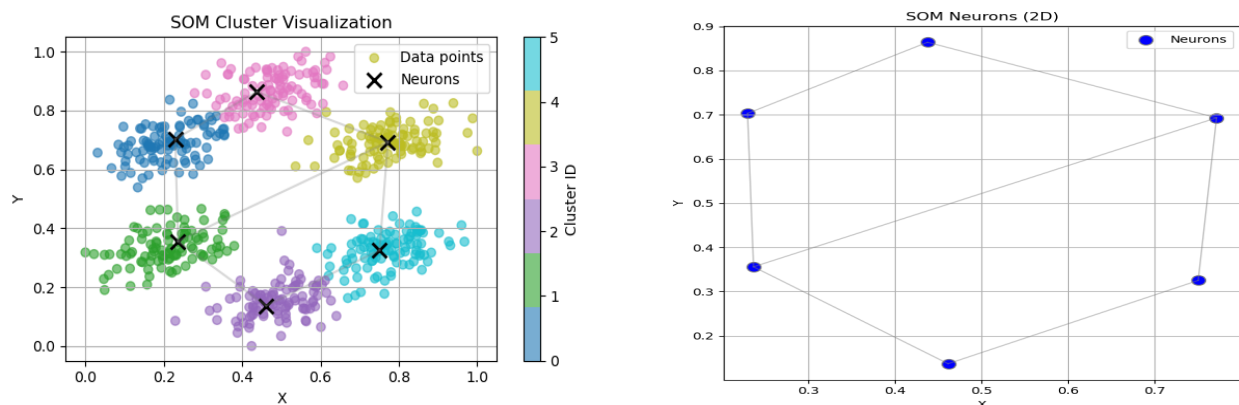 SOM Cluster Visualization
Data points
Neurons
1.0
0.8
0.6
0.4
0.2
0.0
Y
0.0 0.2 0.4 0.6 0.8 1.0
X
5
4
3
2
1
0
Cluster ID
SOM Neurons (2D)
Neurons
0.9
0.8
0.7
0.6
0.5
0.4
0.3
0.2
Y
0.3 0.4 0.5 0.6 0.7
X